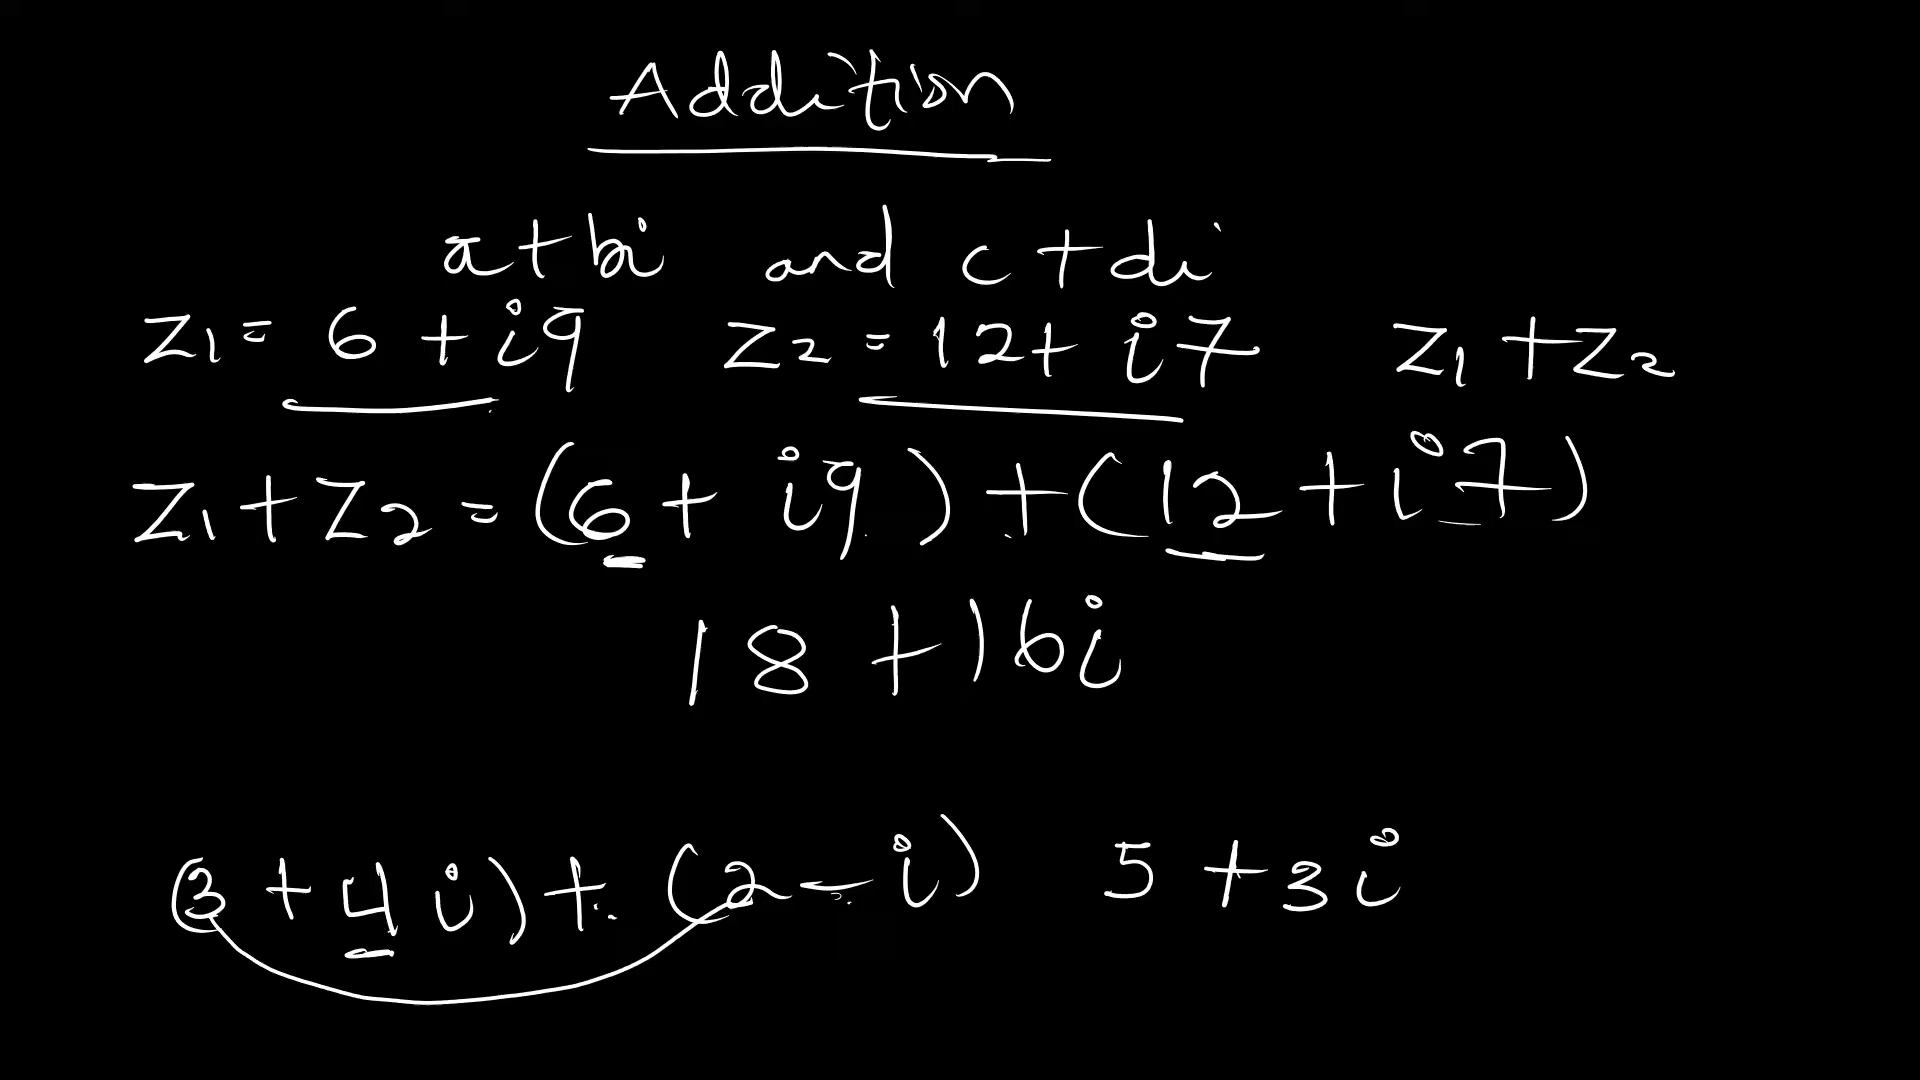 Addition
a+bi and c+di
Z1 = 6 + i9 Z2 = 12 + i7 Z1 + Z2
Z1 + Z2 = (6 + i9) + (12 + i7)
18 + 16i
(3 + 4i) + (2 - i) 5 + 3i